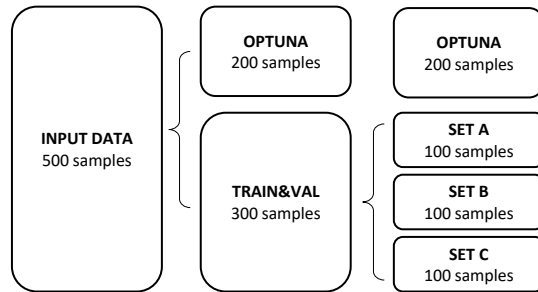 INPUT DATA
500 samples
OPTUNA
200 samples
TRAIN&VAL
300 samples
OPTUNA
200 samples
SET A
100 samples
SET B
100 samples
SET C
100 samples